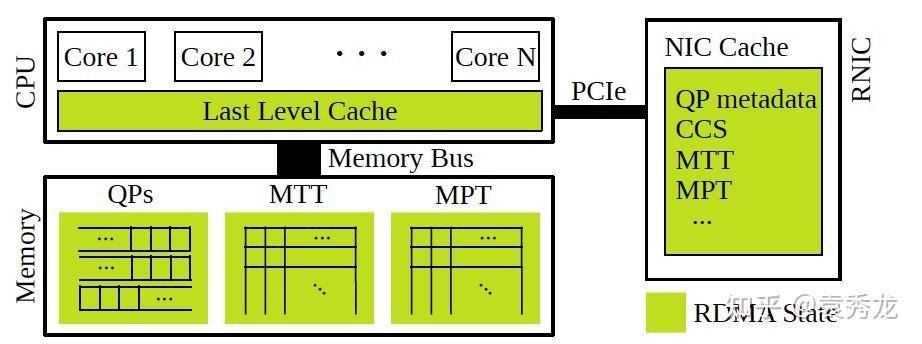 CPU
Core 1
Core 2
. . .
Core N
Last Level Cache
PCIe
RNIC
NIC Cache
QP metadata
CCS
MTT
MPT
...
Memory Bus
Memory
QPs
MTT
MPT
...
...
...
...
...
RDMA State
知乎 @袁秀龙